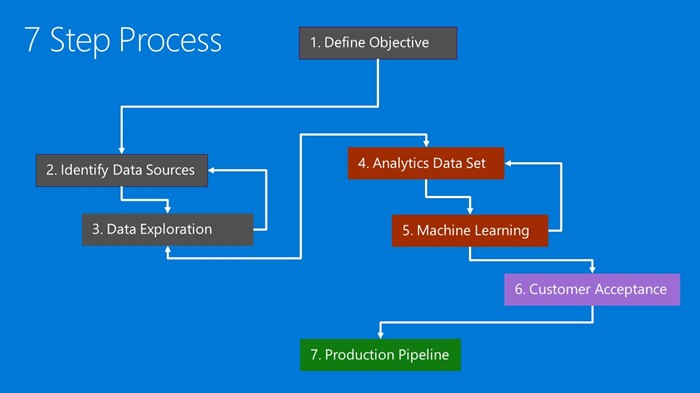 7 Step Process
1. Define Objective
2. Identify Data Sources
3. Data Exploration
4. Analytics Data Set
5. Machine Learning
6. Customer Acceptance
7. Production Pipeline